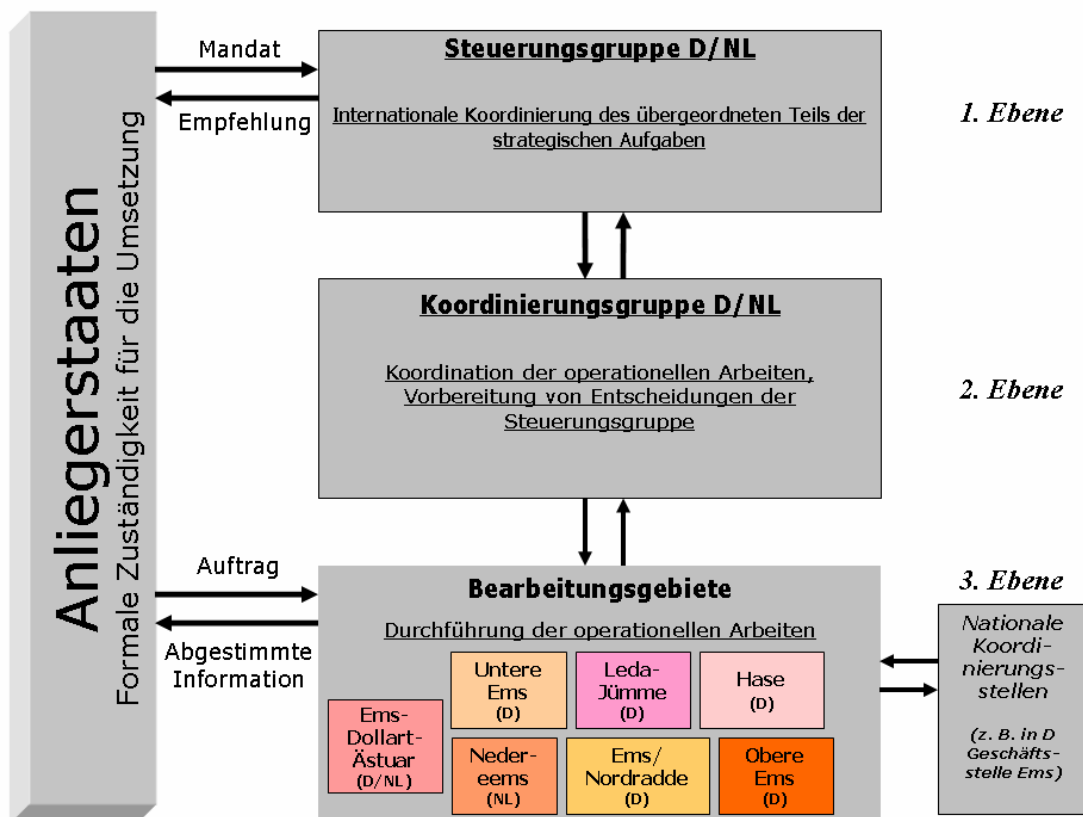 Anliegerstaaten
Formale Zuständigkeit für die Umsetzung
Mandat
Empfehlung
Steuerungsgruppe D/NL
Internationale Koordinierung des übergeordneten Teils der
strategischen Aufgaben
1. Ebene
Koordinierungsgruppe D/NL
Koordination der operationellen Arbeiten,
Vorbereitung von Entscheidungen der
Steuerungsgruppe
2. Ebene
Auftrag
Abgestimmte
Information
Bearbeitungsgebiete
Durchführung der operationellen Arbeiten
Ems-
Dollart-
Ästuar
(D/NL)
Untere
Ems
(D)
Leda-
Jümme
(D)
Hase
(D)
Neder-
eems
(NL)
Ems/
Nordradde
(D)
Obere
Ems
(D)
3. Ebene
Nationale
Koordi-
nierungs-
stellen
(z. B. in D
Geschäfts-
stelle Ems)